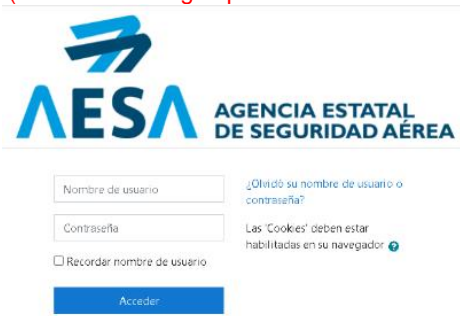 AESA
AGENCIA ESTATAL
DE SEGURIDAD AÉREA
Nombre de usuario
¿Olvidó su nombre de usuario o
contraseña?
Contraseña
Las 'Cookies' deben estar
habilitadas en su navegador
Recordar nombre de usuario
Acceder